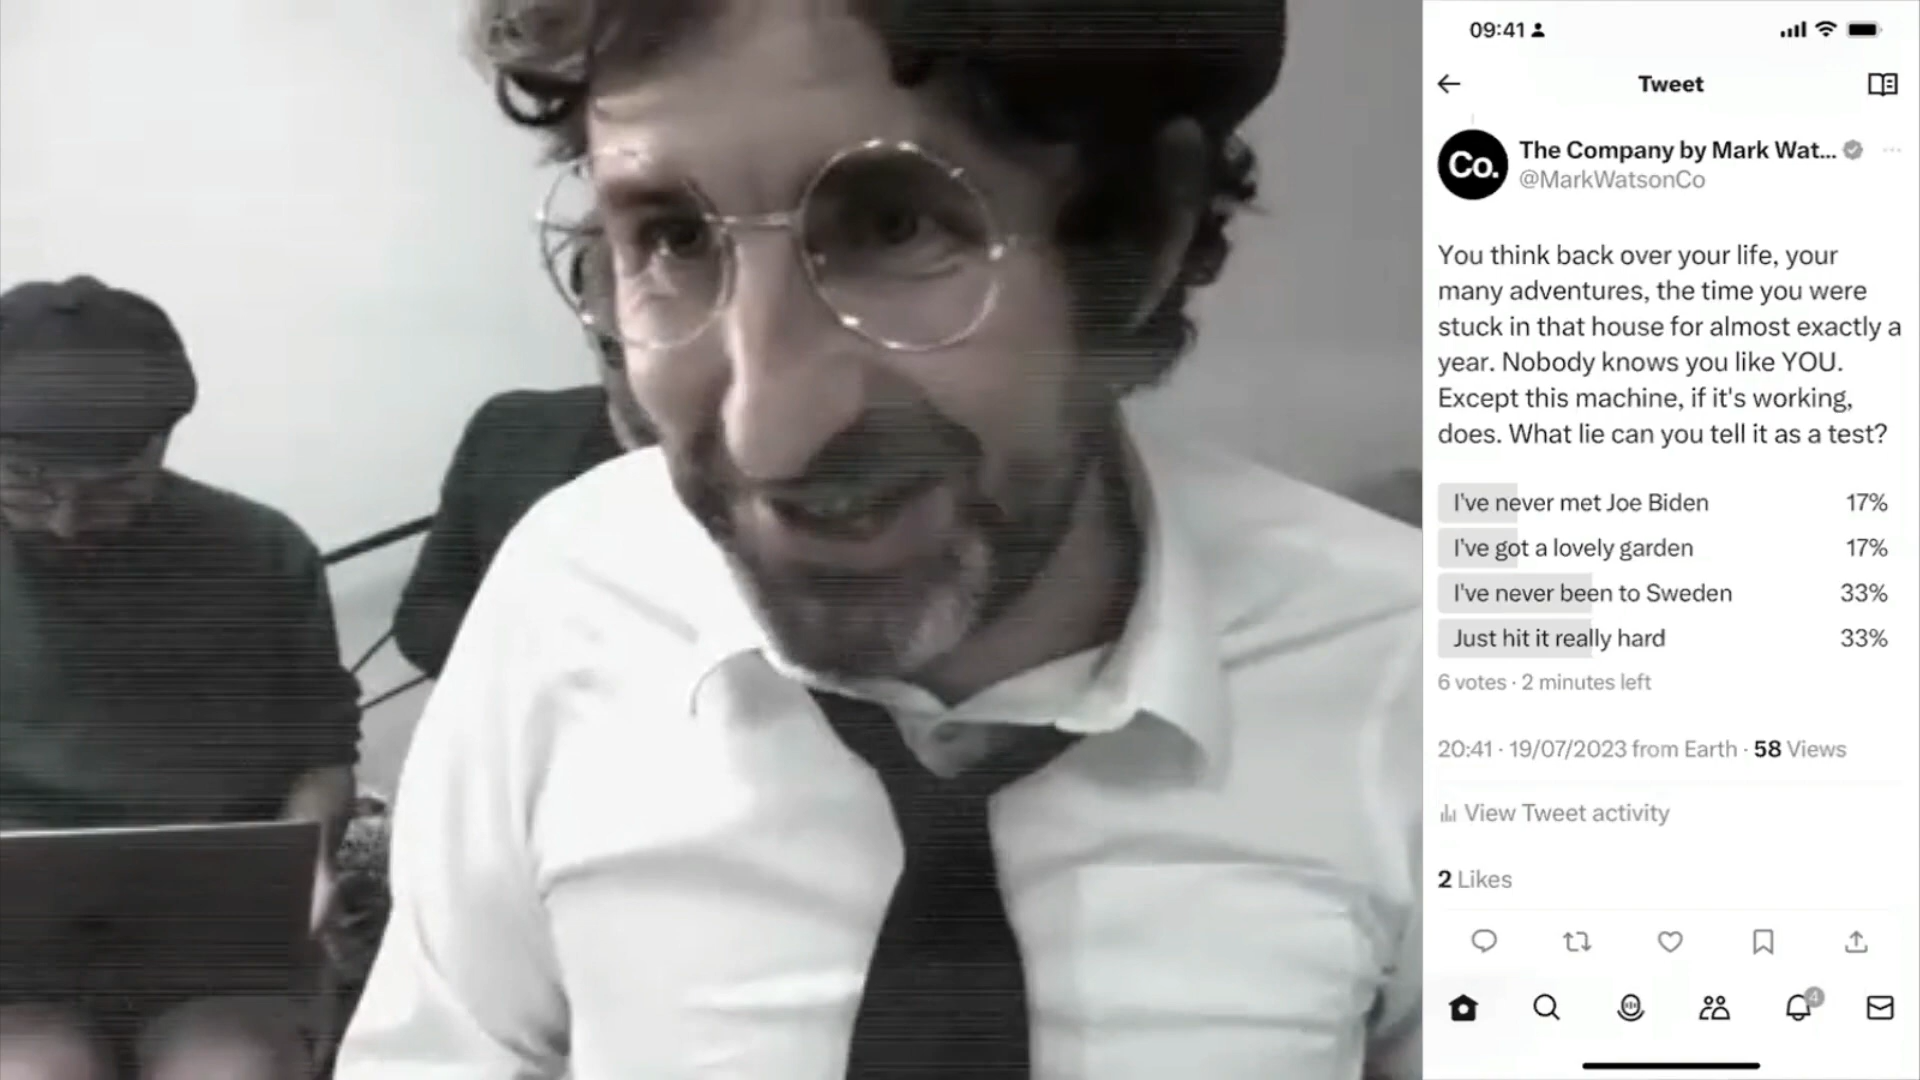 09:41
Tweet
Co.
The Company by Mark Wat...
@MarkWatsonCo
You think back over your life, your
many adventures, the time you were
stuck in that house for almost exactly a
year. Nobody knows you like YOU.
Except this machine, if it's working,
does. What lie can you tell it as a test?
I've never met Joe Biden 17%
I've got a lovely garden 17%
I've never been to Sweden 33%
Just hit it really hard 33%
6 votes · 2 minutes left
20:41 · 19/07/2023 from Earth · 58 Views
View Tweet activity
2 Likes
4